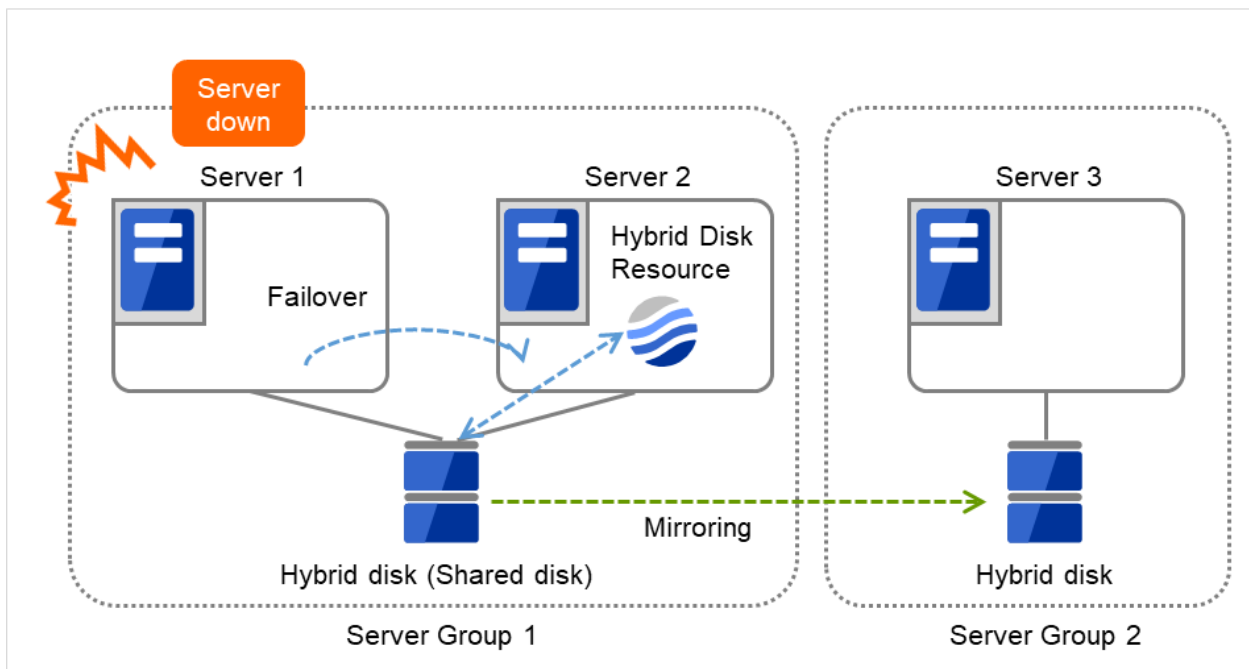 Server
down
Server 1
Server 2
Server 3
Hybrid Disk
Resource
Failover
Mirroring
Hybrid disk (Shared disk)
Hybrid disk
Server Group 1
Server Group 2